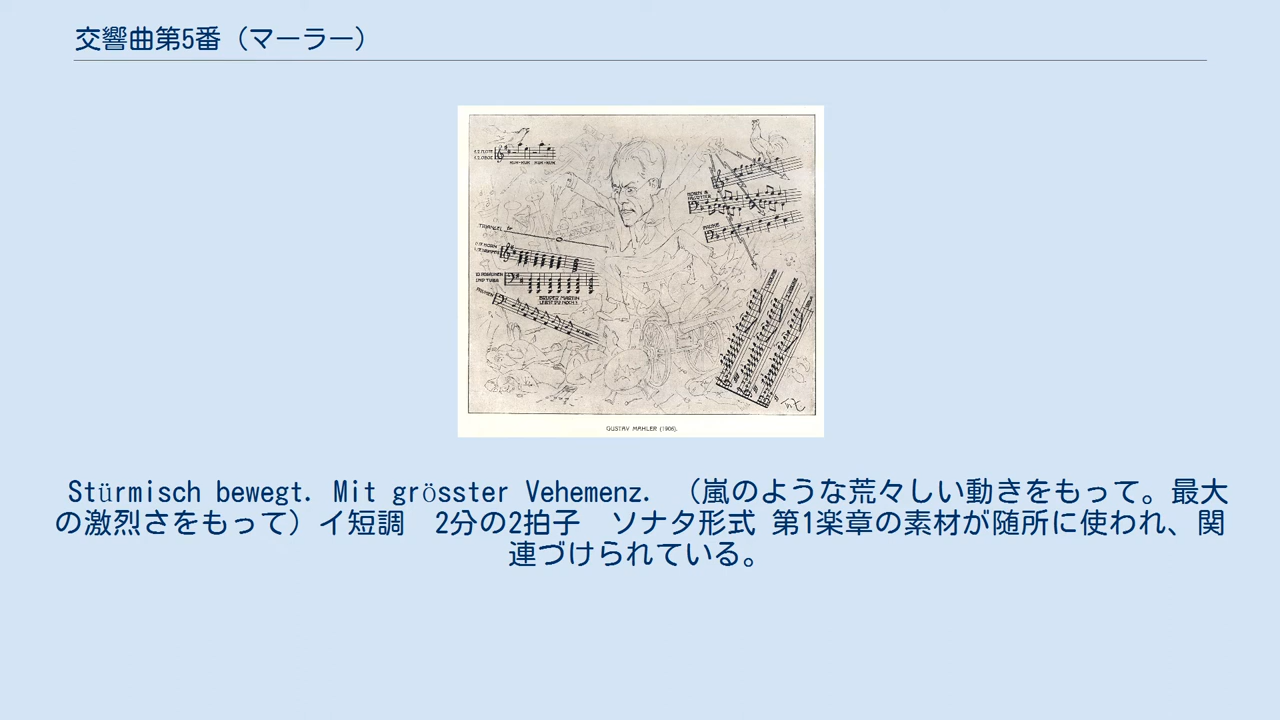 交響曲第5番（マーラー）
GUSTAV MAHLER (1906).
Stürmisch bewegt. Mit grösster Vehemenz. （嵐のような荒々しい動きをもって。最大
の激烈さをもって）イ短調　2分の2拍子　ソナタ形式 第1楽章の素材が随所に使われ、関
連づけられている。